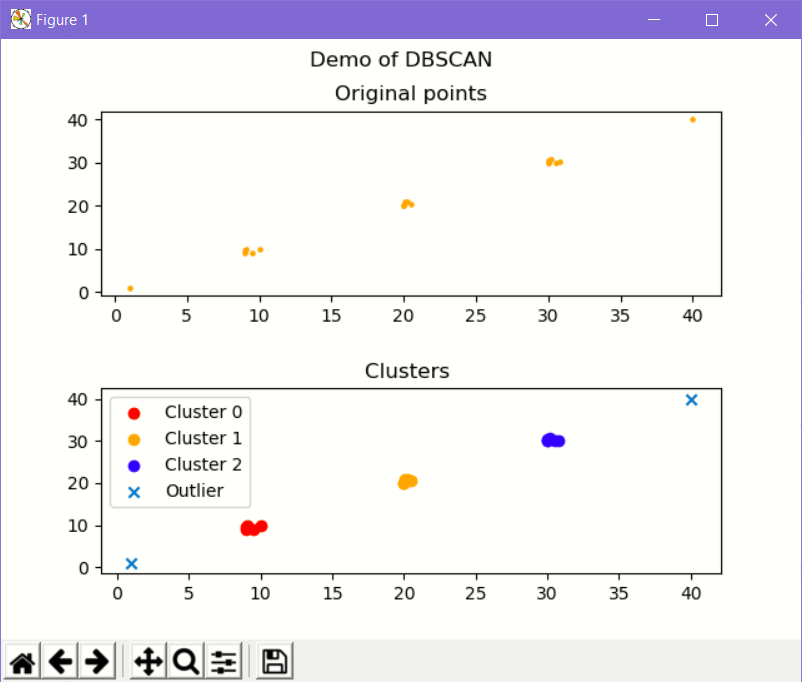 Figure 1
Demo of DBSCAN
Original points
40
30
20
10
0
0 5 10 15 20 25 30 35 40
Clusters
40
30
20
10
0
Cluster 0
Cluster 1
Cluster 2
Outlier
0 5 10 15 20 25 30 35 40